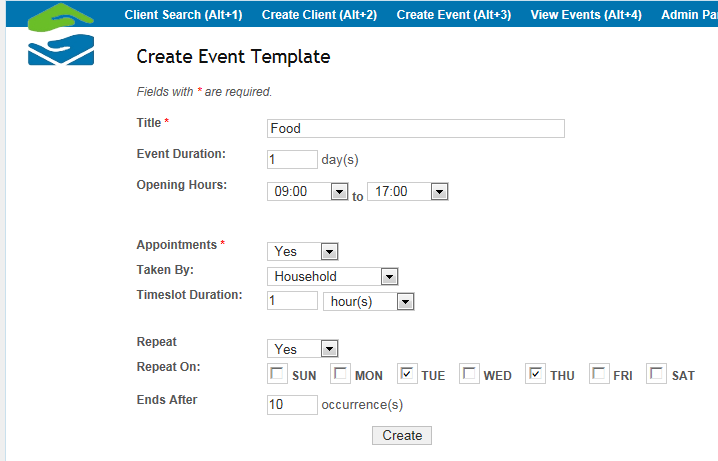 Client Search (Alt+1) Create Client (Alt+2) Create Event (Alt+3) View Events (Alt+4) Admin
Create Event Template
Fields with * are required.
Title * Food
Event Duration: 1 day(s)
Opening Hours: 09:00 to 17:00
Appointments * Yes
Taken By: Household
Timeslot Duration: 1 hour(s)
Repeat Yes
Repeat On: SUN MON TUE WED THU FRI SAT
Ends After 10 occurrence(s)
Create